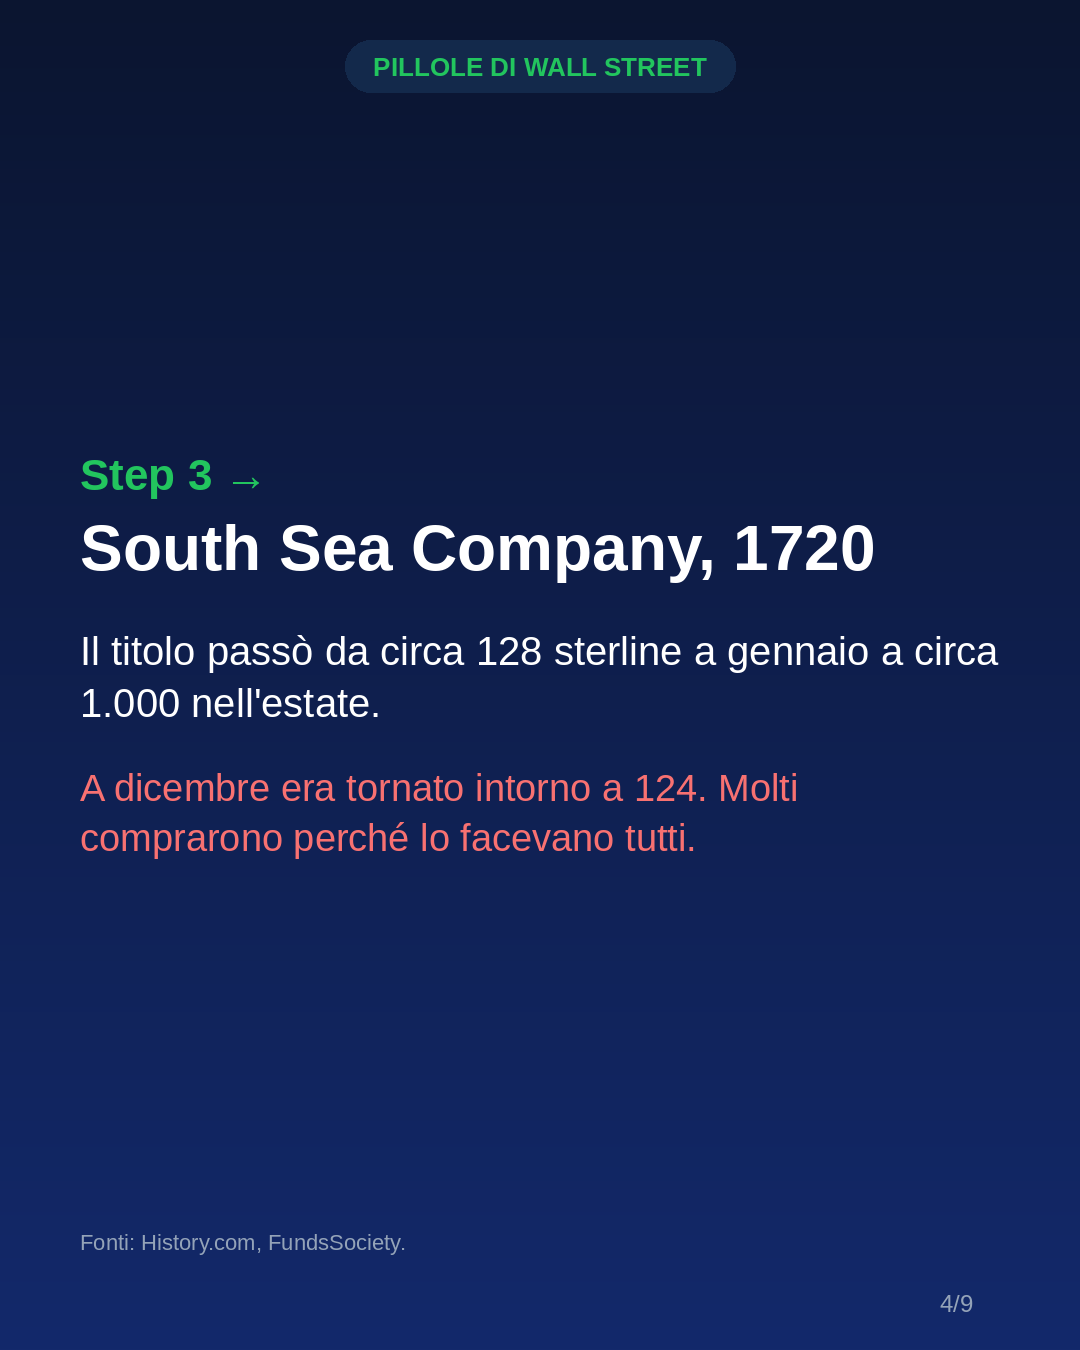 PILLOLE DI WALL STREET
Step 3 →
South Sea Company, 1720
Il titolo passò da circa 128 sterline a gennaio a circa
1.000 nell'estate.
A dicembre era tornato intorno a 124. Molti
comprarono perché lo facevano tutti.
Fonti: History.com, FundsSociety.
4/9